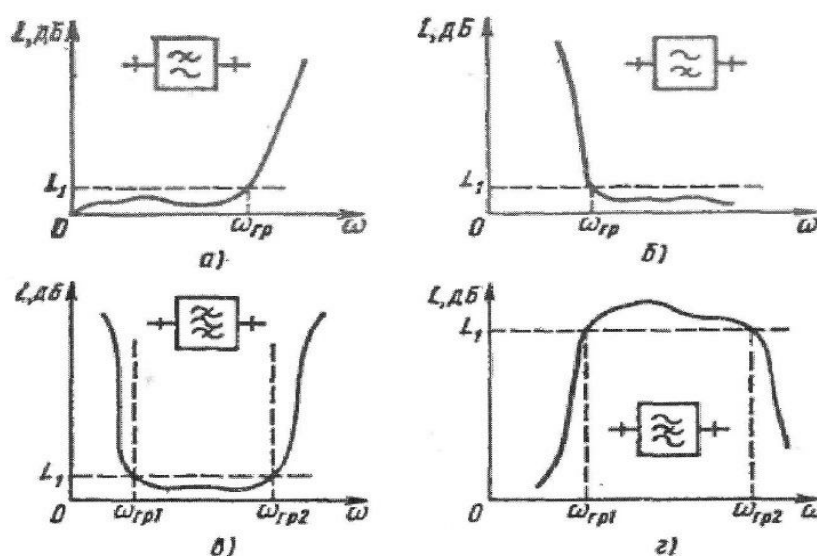 L, дБ
L₁
0
ωгр
ω
а)
L, дБ
L₁
0
ωгр
ω
б)
L, дБ
L₁
0
ωгр1
ωгр2
ω
в)
L, дБ
L₁
0
ωгр1
ωгр2
ω
г)